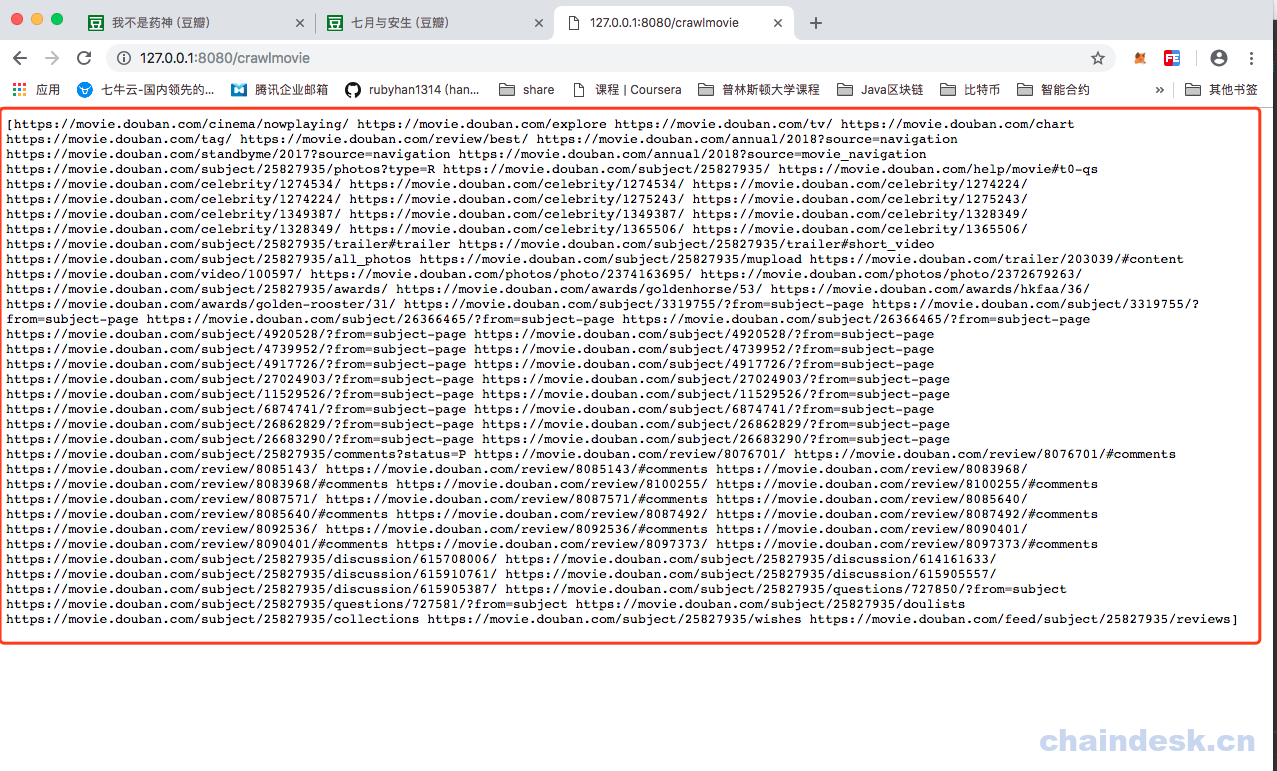 我不是药神 (豆瓣)
七月与安生 (豆瓣)
127.0.0.1:8080/crawlmovie
127.0.0.1:8080/crawlmovie
应用 七牛云-国内领先的... 腾讯企业邮箱 rubyhan1314 (han... share 课程 | Coursera 普林斯顿大学课程 Java区块链 比特币 智能合约 » 其他书签
[https://movie.douban.com/cinema/nowplaying/ https://movie.douban.com/explore https://movie.douban.com/tv/ https://movie.douban.com/chart
https://movie.douban.com/tag/ https://movie.douban.com/review/best/ https://movie.douban.com/annual/2018?source=navigation
https://movie.douban.com/standbyme/2017?source=navigation https://movie.douban.com/annual/2018?source=movie_navigation
https://movie.douban.com/subject/25827935/photos?type=R https://movie.douban.com/subject/25827935/ https://movie.douban.com/help/movie#t0-qs
https://movie.douban.com/celebrity/1274534/ https://movie.douban.com/celebrity/1274534/ https://movie.douban.com/celebrity/1274224/
https://movie.douban.com/celebrity/1274224/ https://movie.douban.com/celebrity/1275243/ https://movie.douban.com/celebrity/1275243/
https://movie.douban.com/celebrity/1349387/ https://movie.douban.com/celebrity/1349387/ https://movie.douban.com/celebrity/1328349/
https://movie.douban.com/celebrity/1328349/ https://movie.douban.com/celebrity/1365506/ https://movie.douban.com/celebrity/1365506/
https://movie.douban.com/subject/25827935/trailer#trailer https://movie.douban.com/subject/25827935/trailer#short_video
https://movie.douban.com/subject/25827935/all_photos https://movie.douban.com/subject/25827935/mupload https://movie.douban.com/trailer/203039/#content
https://movie.douban.com/video/100597/ https://movie.douban.com/photos/photo/2374163695/ https://movie.douban.com/photos/photo/2372679263/
https://movie.douban.com/subject/25827935/awards/ https://movie.douban.com/awards/goldenhorse/53/ https://movie.douban.com/awards/hkfaa/36/
https://movie.douban.com/awards/golden-rooster/31/ https://movie.douban.com/subject/3319755/?from=subject-page https://movie.douban.com/subject/3319755/?
from=subject-page https://movie.douban.com/subject/26366465/?from=subject-page https://movie.douban.com/subject/26366465/?from=subject-page
https://movie.douban.com/subject/4920528/?from=subject-page https://movie.douban.com/subject/4920528/?from=subject-page
https://movie.douban.com/subject/4739952/?from=subject-page https://movie.douban.com/subject/4739952/?from=subject-page
https://movie.douban.com/subject/4917726/?from=subject-page https://movie.douban.com/subject/4917726/?from=subject-page
https://movie.douban.com/subject/27024903/?from=subject-page https://movie.douban.com/subject/27024903/?from=subject-page
https://movie.douban.com/subject/11529526/?from=subject-page https://movie.douban.com/subject/11529526/?from=subject-page
https://movie.douban.com/subject/6874741/?from=subject-page https://movie.douban.com/subject/6874741/?from=subject-page
https://movie.douban.com/subject/26862829/?from=subject-page https://movie.douban.com/subject/26862829/?from=subject-page
https://movie.douban.com/subject/26683290/?from=subject-page https://movie.douban.com/subject/26683290/?from=subject-page
https://movie.douban.com/subject/25827935/comments?status=P https://movie.douban.com/review/8076701/ https://movie.douban.com/review/8076701/#comments
https://movie.douban.com/review/8085143/ https://movie.douban.com/review/8085143/#comments https://movie.douban.com/review/8083968/
https://movie.douban.com/review/8083968/#comments https://movie.douban.com/review/8100255/ https://movie.douban.com/review/8100255/#comments
https://movie.douban.com/review/8087571/ https://movie.douban.com/review/8087571/#comments https://movie.douban.com/review/8085640/
https://movie.douban.com/review/8085640/#comments https://movie.douban.com/review/8087492/ https://movie.douban.com/review/8087492/#comments
https://movie.douban.com/review/8092536/ https://movie.douban.com/review/8092536/#comments https://movie.douban.com/review/8090401/
https://movie.douban.com/review/8090401/#comments https://movie.douban.com/review/8097373/ https://movie.douban.com/review/8097373/#comments
https://movie.douban.com/subject/25827935/discussion/615708006/ https://movie.douban.com/subject/25827935/discussion/614161633/
https://movie.douban.com/subject/25827935/discussion/615910761/ https://movie.douban.com/subject/25827935/discussion/615905557/
https://movie.douban.com/subject/25827935/discussion/615905387/ https://movie.douban.com/subject/25827935/questions/727850/?from=subject
https://movie.douban.com/subject/25827935/questions/727581/?from=subject https://movie.douban.com/subject/25827935/doulists
https://movie.douban.com/subject/25827935/collections https://movie.douban.com/subject/25827935/wishes https://movie.douban.com/feed/subject/25827935/reviews]
chaindesk.cn